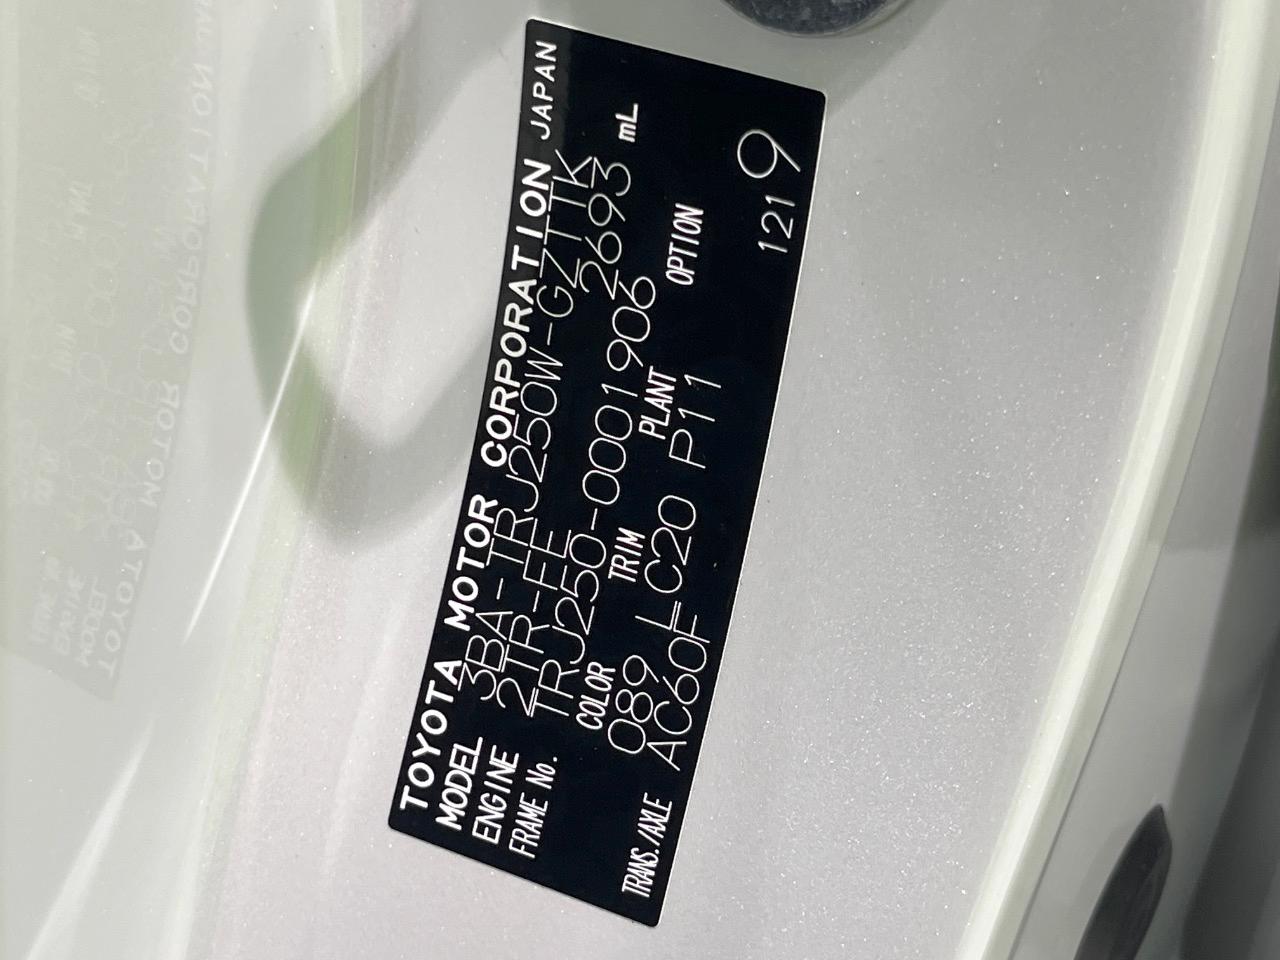 TOYOTA MOTOR CORPORATION JAPAN
MODEL 3BA-TRJ250W-GZTTK
ENGINE 2TR-FE 2693 mL
FRAME No. TRJ250-0001906
COLOR TRIM PLANT OPTION
089 LC20 P11
TRANS./AXLE AC60F 121 9